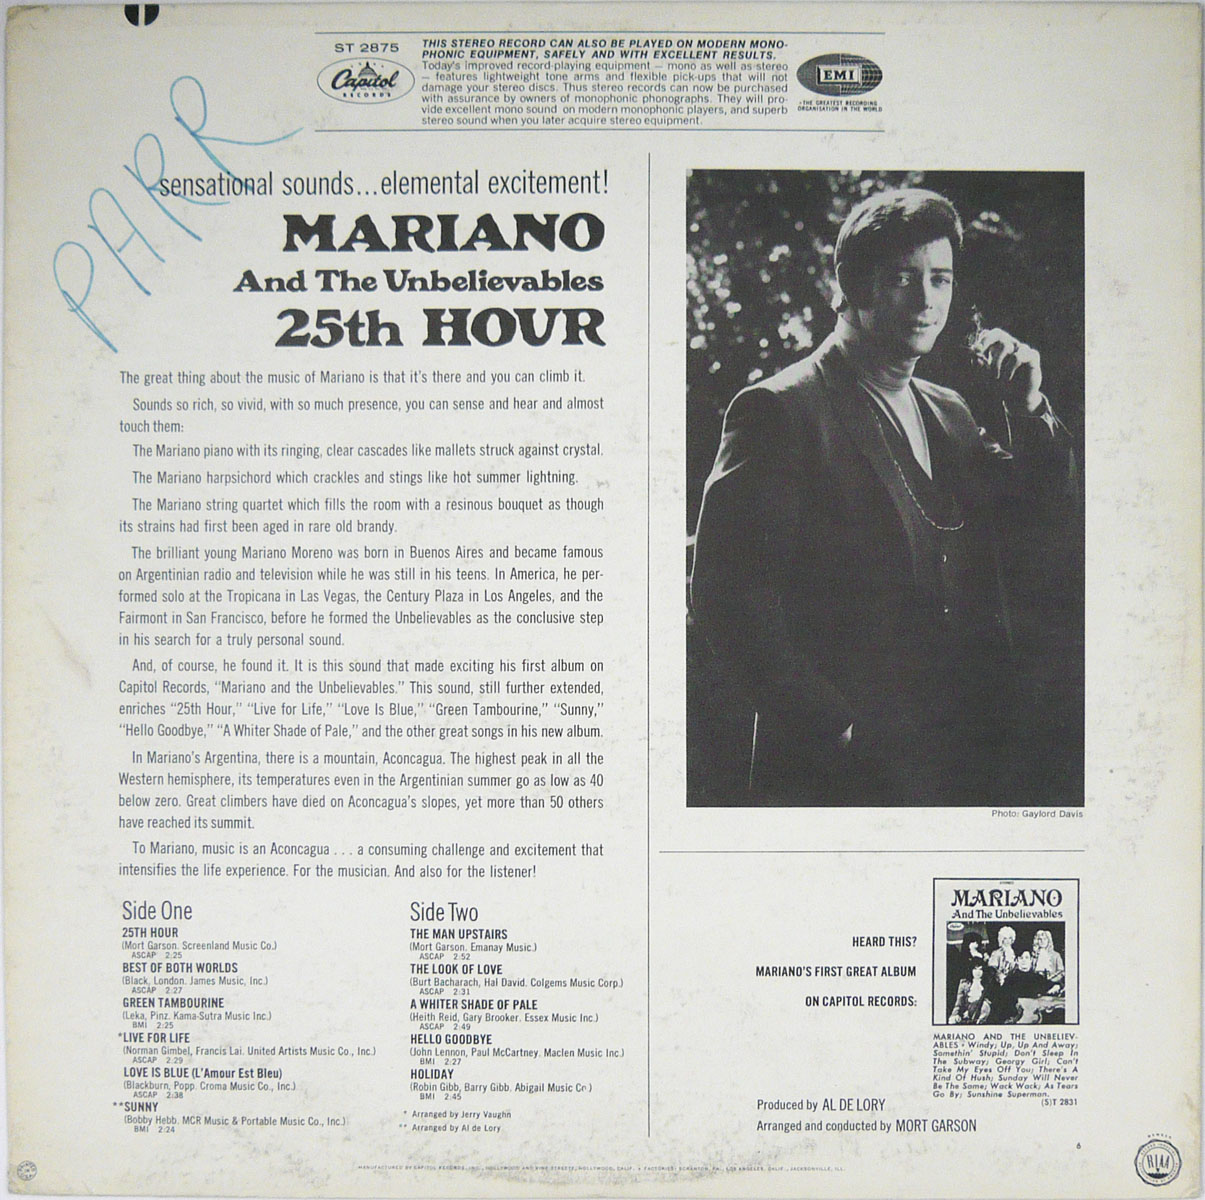 ST 2875
Capitol
RECORDS
THIS STEREO RECORD CAN ALSO BE PLAYED ON MODERN MONO-
PHONIC EQUIPMENT, SAFELY AND WITH EXCELLENT RESULTS.
Today's improved record-playing equipment — mono as well as stereo
— features lightweight tone arms and flexible pick-ups that will not
damage your stereo discs. Thus stereo records can now be purchased
with assurance by owners of monophonic phonographs. They will pro-
vide excellent mono sound on modern monophonic players, and superb
stereo sound when you later acquire stereo equipment.
EMI
THE GREATEST RECORDING
ORGANISATION IN THE WORLD
PARR
sensational sounds...elemental excitement!
MARIANO
And The Unbelievables
25th HOUR
The great thing about the music of Mariano is that it's there and you can climb it.
Sounds so rich, so vivid, with so much presence, you can sense and hear and almost
touch them:
The Mariano piano with its ringing, clear cascades like mallets struck against crystal.
The Mariano harpsichord which crackles and stings like hot summer lightning.
The Mariano string quartet which fills the room with a resinous bouquet as though
its strains had first been aged in rare old brandy.
The brilliant young Mariano Moreno was born in Buenos Aires and became famous
on Argentinian radio and television while he was still in his teens. In America, he per-
formed solo at the Tropicana in Las Vegas, the Century Plaza in Los Angeles, and the
Fairmont in San Francisco, before he formed the Unbelievables as the conclusive step
in his search for a truly personal sound.
And, of course, he found it. It is this sound that made exciting his first album on
Capitol Records, "Mariano and the Unbelievables." This sound, still further extended,
enriches "25th Hour," "Live for Life," "Love Is Blue," "Green Tambourine," "Sunny,"
"Hello Goodbye," "A Whiter Shade of Pale," and the other great songs in his new album.
In Mariano's Argentina, there is a mountain, Aconcagua. The highest peak in all the
Western hemisphere, its temperatures even in the Argentinian summer go as low as 40
below zero. Great climbers have died on Aconcagua's slopes, yet more than 50 others
have reached its summit.
To Mariano, music is an Aconcagua . . . a consuming challenge and excitement that
intensifies the life experience. For the musician. And also for the listener!
Side One
25TH HOUR
(Mort Garson. Screenland Music Co.)
ASCAP 2:25
BEST OF BOTH WORLDS
(Black, London. James Music, Inc.)
ASCAP 2:27
GREEN TAMBOURINE
(Leka, Pinz. Kama-Sutra Music Inc.)
BMI 2:25
*LIVE FOR LIFE
(Norman Gimbel, Francis Lai. United Artists Music Co., Inc.)
ASCAP 2:29
LOVE IS BLUE (L'Amour Est Bleu)
(Blackburn, Popp. Croma Music Co., Inc.)
ASCAP 2:38
**SUNNY
(Bobby Hebb. MCR Music & Portable Music Co., Inc.)
BMI 2:24
Side Two
THE MAN UPSTAIRS
(Mort Garson. Emanay Music.)
ASCAP 2:52
THE LOOK OF LOVE
(Burt Bacharach, Hal David. Colgems Music Corp.)
ASCAP 2:31
A WHITER SHADE OF PALE
(Heith Reid, Gary Brooker. Essex Music Inc.)
ASCAP 2:49
HELLO GOODBYE
(John Lennon, Paul McCartney. Maclen Music Inc.)
BMI 2:27
HOLIDAY
(Robin Gibb, Barry Gibb. Abigail Music Co.)
BMI 2:45
* Arranged by Jerry Vaughn
** Arranged by Al de Lory
Photo: Gaylord Davis
HEARD THIS?
MARIANO'S FIRST GREAT ALBUM
ON CAPITOL RECORDS:
MARIANO
And The Unbelievables
MARIANO AND THE UNBELIEV-
ABLES • Windy; Up, Up And Away;
Somethin' Stupid; Don't Sleep In
The Subway; Georgy Girl; Can't
Take My Eyes Off You; There's A
Kind Of Hush; Sunday Will Never
Be The Same; Wack Wack; As Tears
Go By; Sunshine Superman.
(S)T 2831
Produced by AL DE LORY
Arranged and conducted by MORT GARSON
6
MANUFACTURED BY CAPITOL RECORDS, INC., HOLLYWOOD AND VINE STREETS, HOLLYWOOD, CALIF. • FACTORIES: SCRANTON, PA., LOS ANGELES, CALIF., JACKSONVILLE, ILL.
RIAA